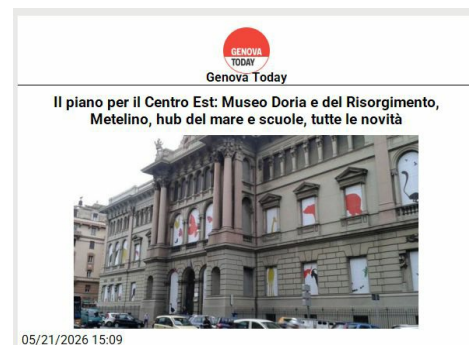 GENOVA
TODAY
Genova Today
Il piano per il Centro Est: Museo Doria e del Risorgimento,
Metelino, hub del mare e scuole, tutte le novità
05/21/2026 15:09